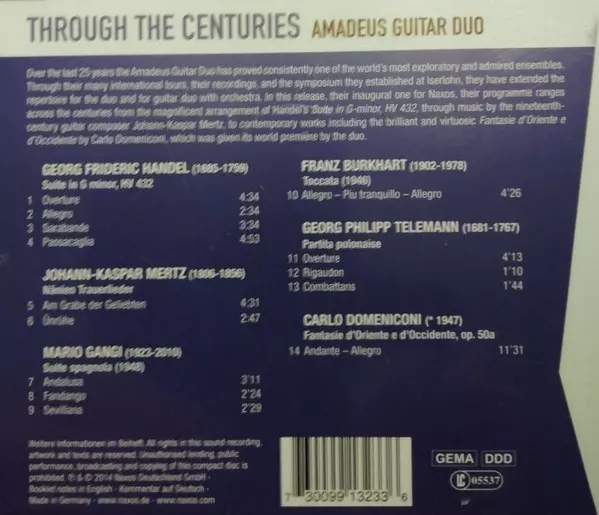 THROUGH THE CENTURIES AMADEUS GUITAR DUO
Over the last 25 years the Amadeus Guitar Duo has proved consistently one of the world's most exploratory and admired ensembles.
Through their many international tours, their recordings, and the symposium they established at Iserlohn, they have extended the
repertoire for the duo and for guitar duo with orchestra. In this release, their inaugural one for Naxos, their programme ranges
across the centuries from the magnificent arrangement of Handel's Suite in G-minor, HV 432, through music by the nineteenth-
century guitar composer Johann-Kaspar Mertz, to contemporary works including the brilliant and virtuosic Fantasie d'Oriente e
d'Occidente by Carlo Domeniconi, which was given its world première by the duo.
GEORG FRIDERIC HANDEL (1685-1759)
Suite in G minor, HV 432
1 Overture 4:34
2 Allegro 2:34
3 Sarabande 3:34
4 Passacaglia 4:53
JOHANN-KASPAR MERTZ (1806-1856)
Nänien Trauerlieder
5 Am Grabe der Geliebten 4:31
6 Unruhe 2:47
MARIO GANGI (1923-2010)
Suite spagnola (1948)
7 Andalusa 3'11
8 Fandango 2'24
9 Sevillana 2'29
FRANZ BURKHART (1902-1978)
Toccata (1946)
10 Allegro – Piu tranquillo – Allegro 4'26
GEORG PHILIPP TELEMANN (1681-1767)
Partita polonaise
11 Overture 4'13
12 Rigaudon 1'10
13 Combattans 1'44
CARLO DOMENICONI (* 1947)
Fantasie d'Oriente e d'Occidente, op. 50a
14 Andante – Allegro 11'31
Weitere Informationen im Beiheft. All rights in this sound recording,
artwork and texts are reserved. Unauthorised lending, public
performance, broadcasting and copying of this compact disc is
prohibited. ℗ & © 2014 Naxos Deutschland GmbH •
Booklet notes in English • Kommentar auf Deutsch •
Made in Germany • www.naxos.de • www.naxos.com
7 30099 13233 6
GEMA DDD
LC 05537